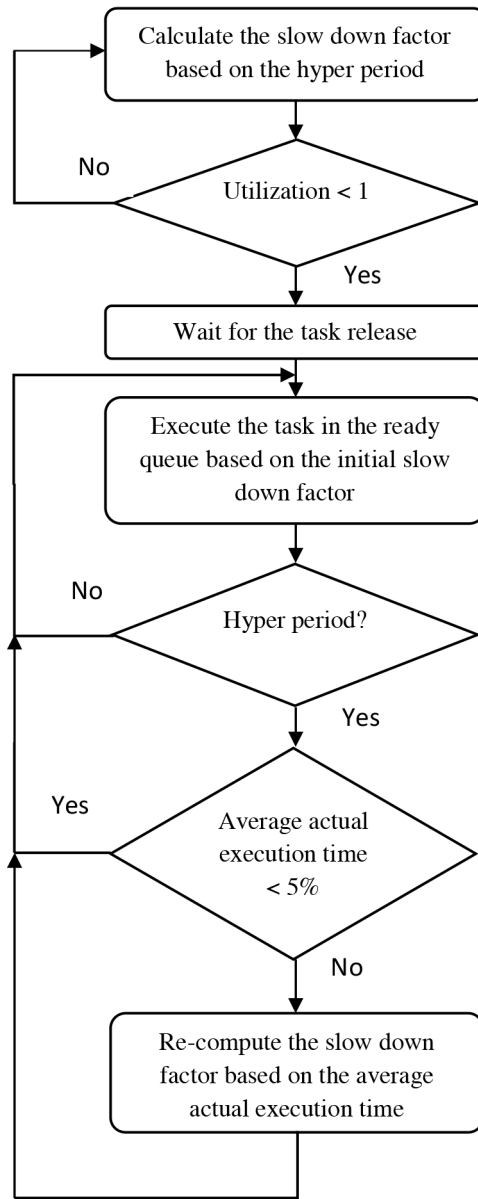 Calculate the slow down factor
based on the hyper period
No
Utilization < 1
Yes
Wait for the task release
Execute the task in the ready
queue based on the initial slow
down factor
No
Hyper period?
Yes
Yes
Average actual
execution time
< 5%
No
Re-compute the slow down
factor based on the average
actual execution time